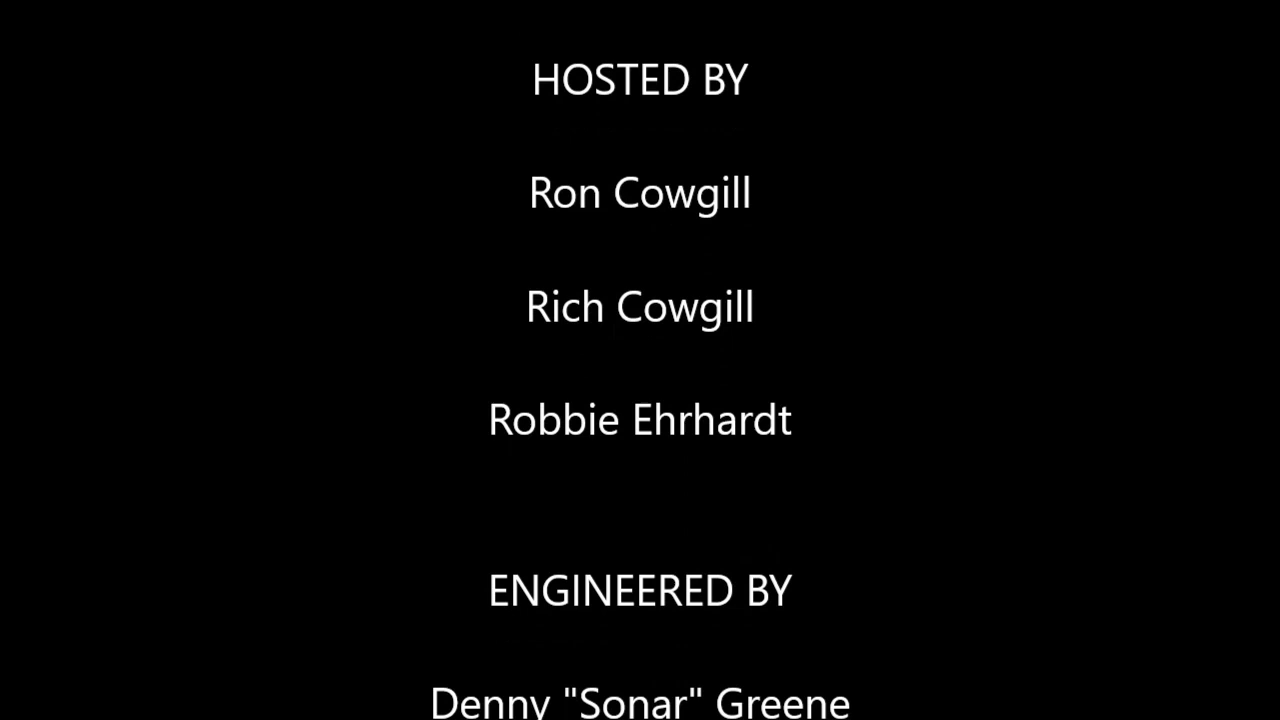 HOSTED BY
Ron Cowgill
Rich Cowgill
Robbie Ehrhardt
ENGINEERED BY
Denny "Sonar" Greene